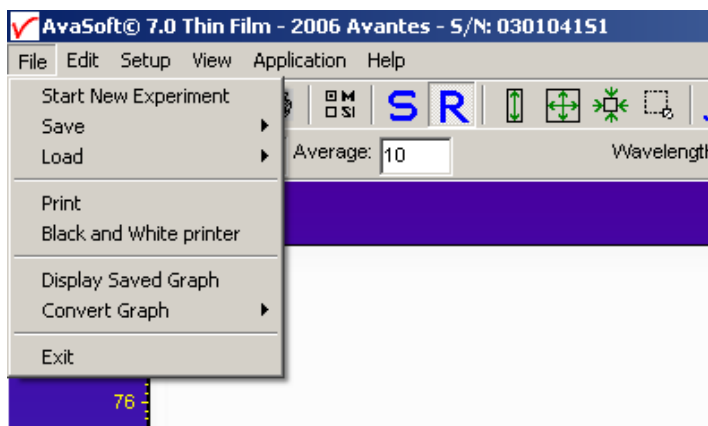 AvaSoft© 7.0 Thin Film - 2006 Avantes - S/N: 0301041S1
File Edit Setup View Application Help
Start New Experiment
Save
Load
S R
Average: 10 Wavelength
Print
Black and White printer
Display Saved Graph
Convert Graph
Exit
76